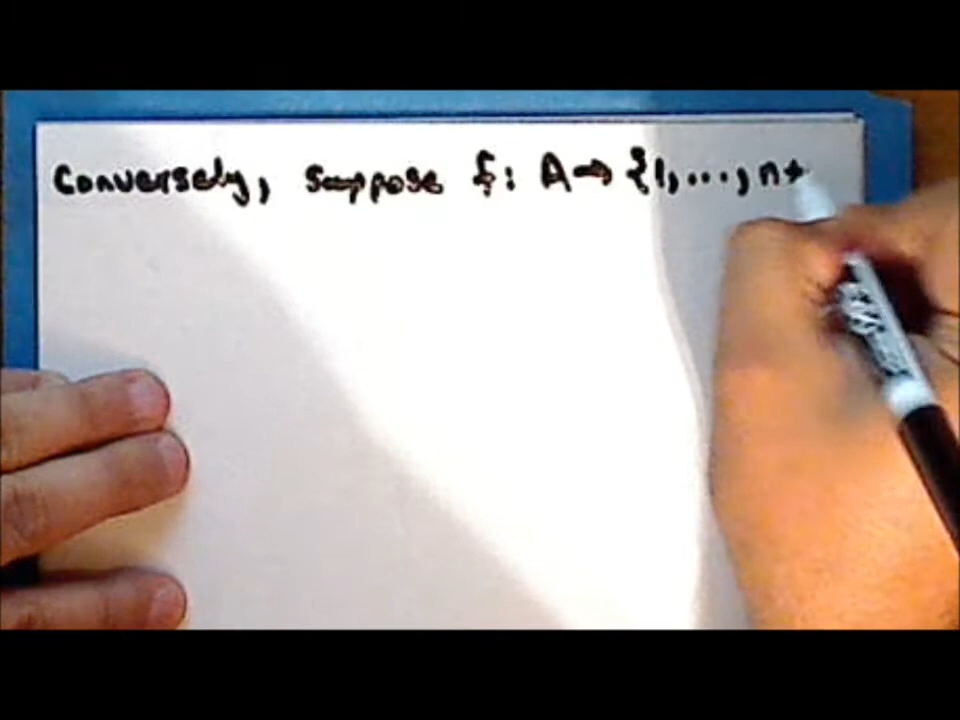 Conversely, suppose f: A → {1, ..., n+